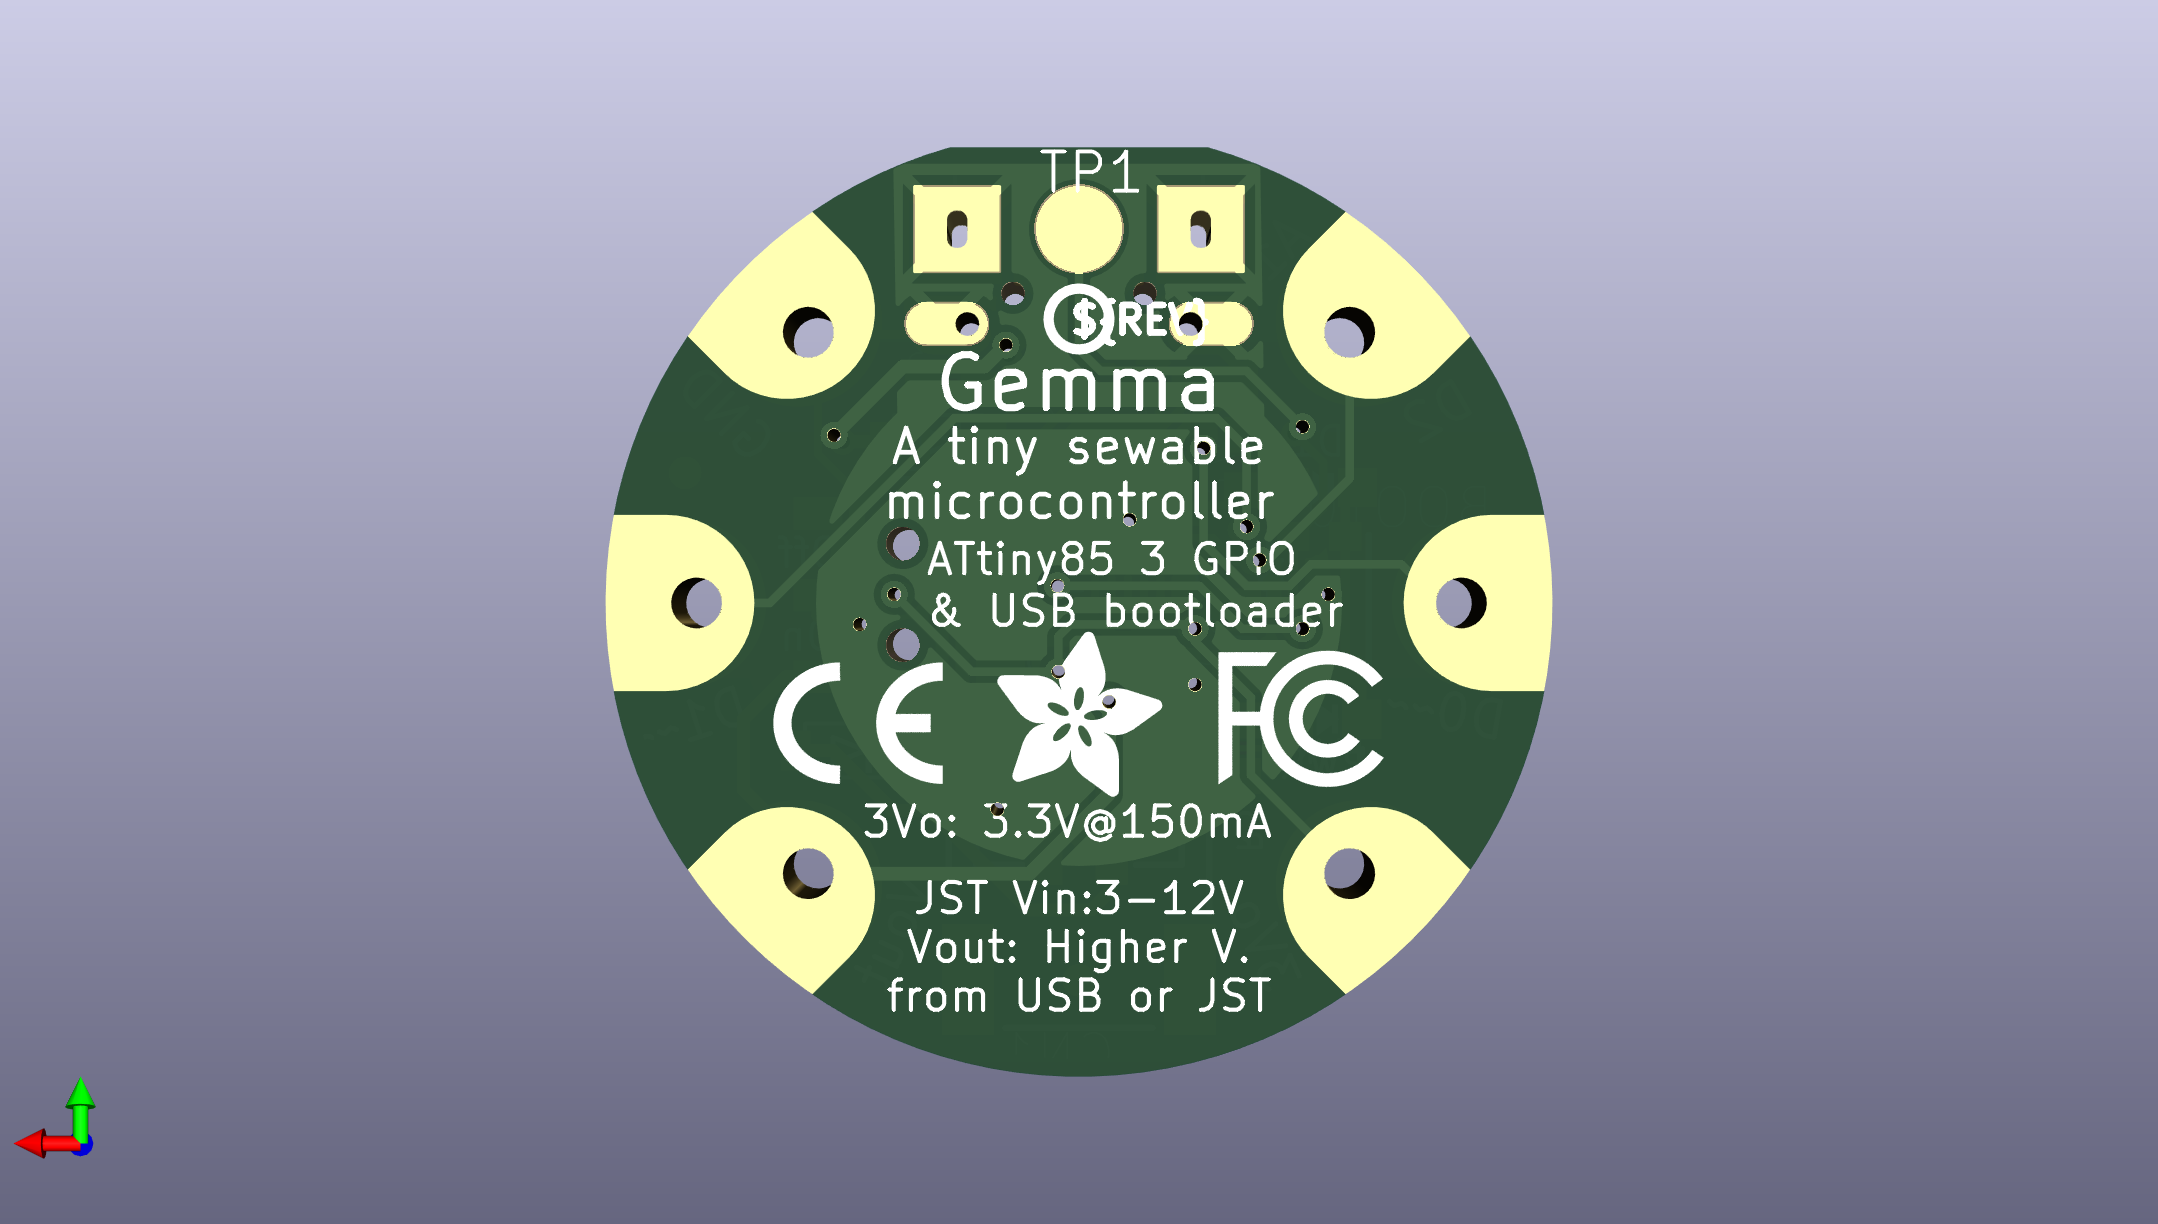 TP1
${REV}
Gemma
A tiny sewable
microcontroller
ATtiny85 3 GPIO
& USB bootloader
CE FC
3Vo: 3.3V@150mA
JST Vin:3-12V
Vout: Higher V.
from USB or JST